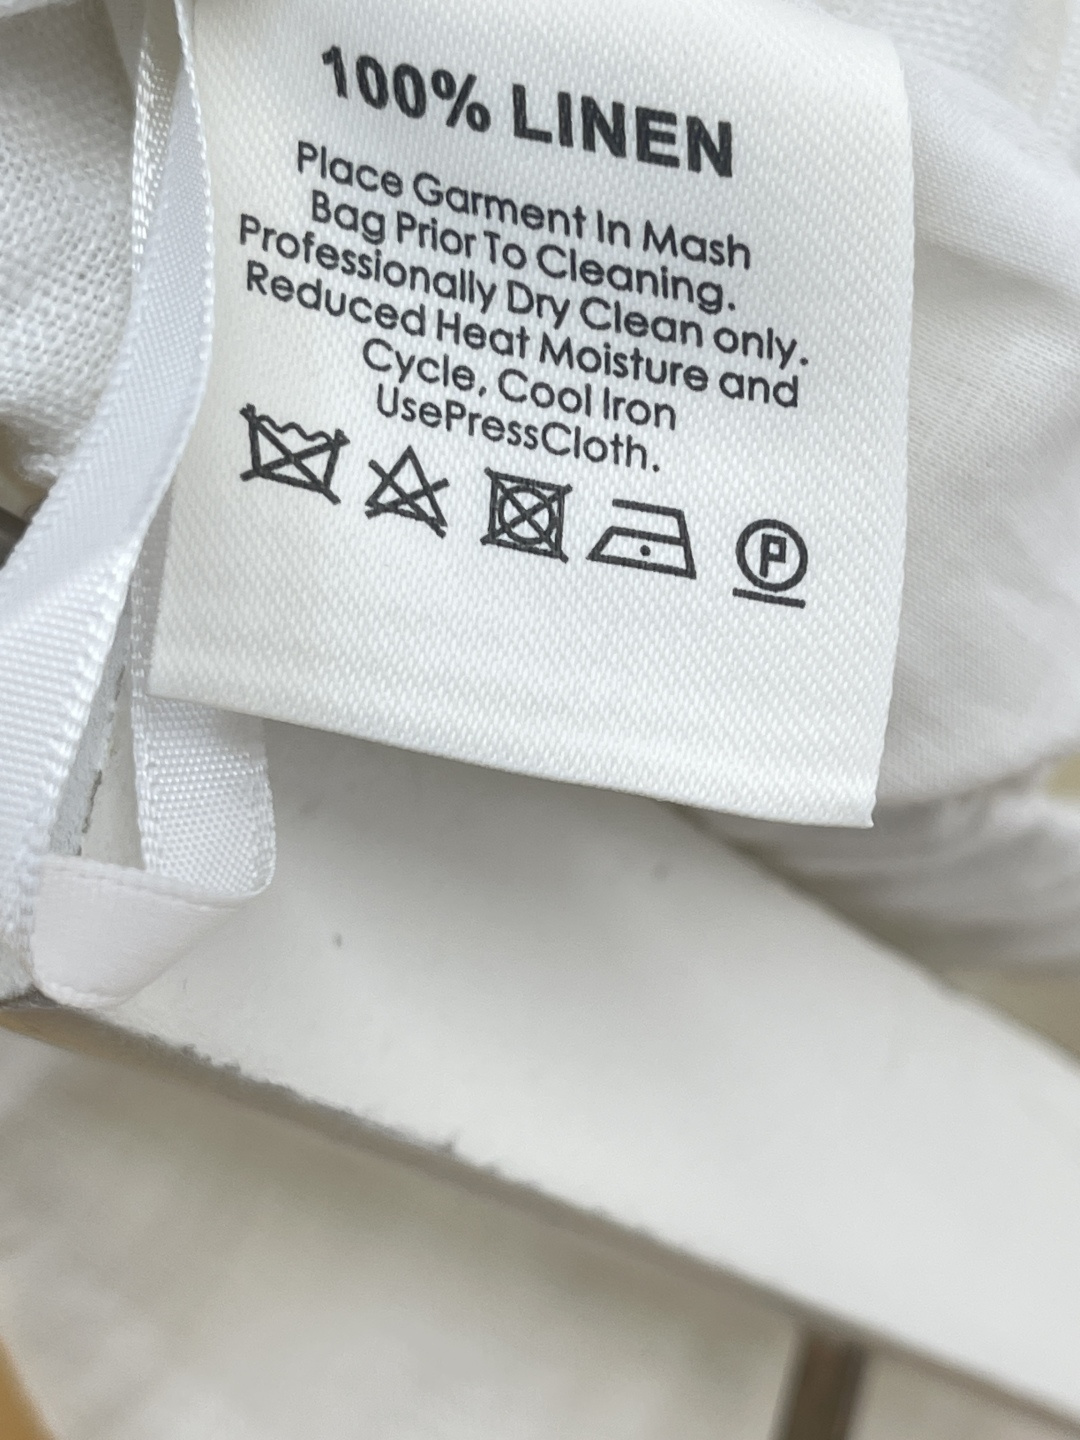 100% LINEN
Place Garment In Mash
Bag Prior To Cleaning.
Professionally Dry Clean only.
Reduced Heat Moisture and
Cycle, Cool Iron
UsePressCloth.
P